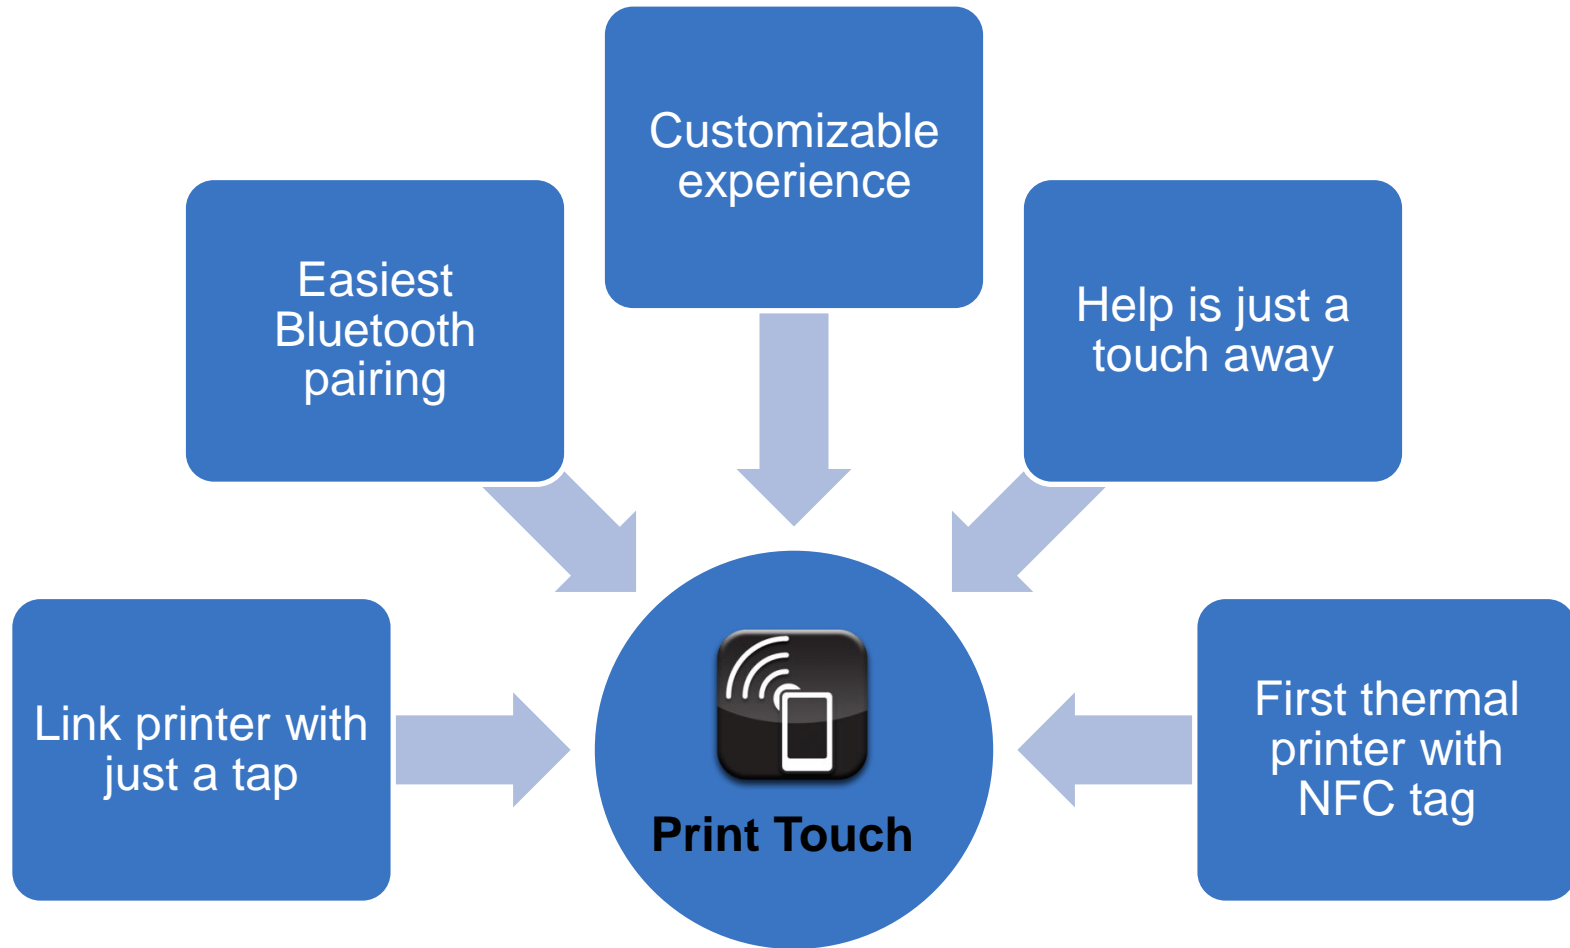 Customizable
experience
Easiest
Bluetooth
pairing
Help is just a
touch away
Link printer with
just a tap
First thermal
printer with
NFC tag
Print Touch